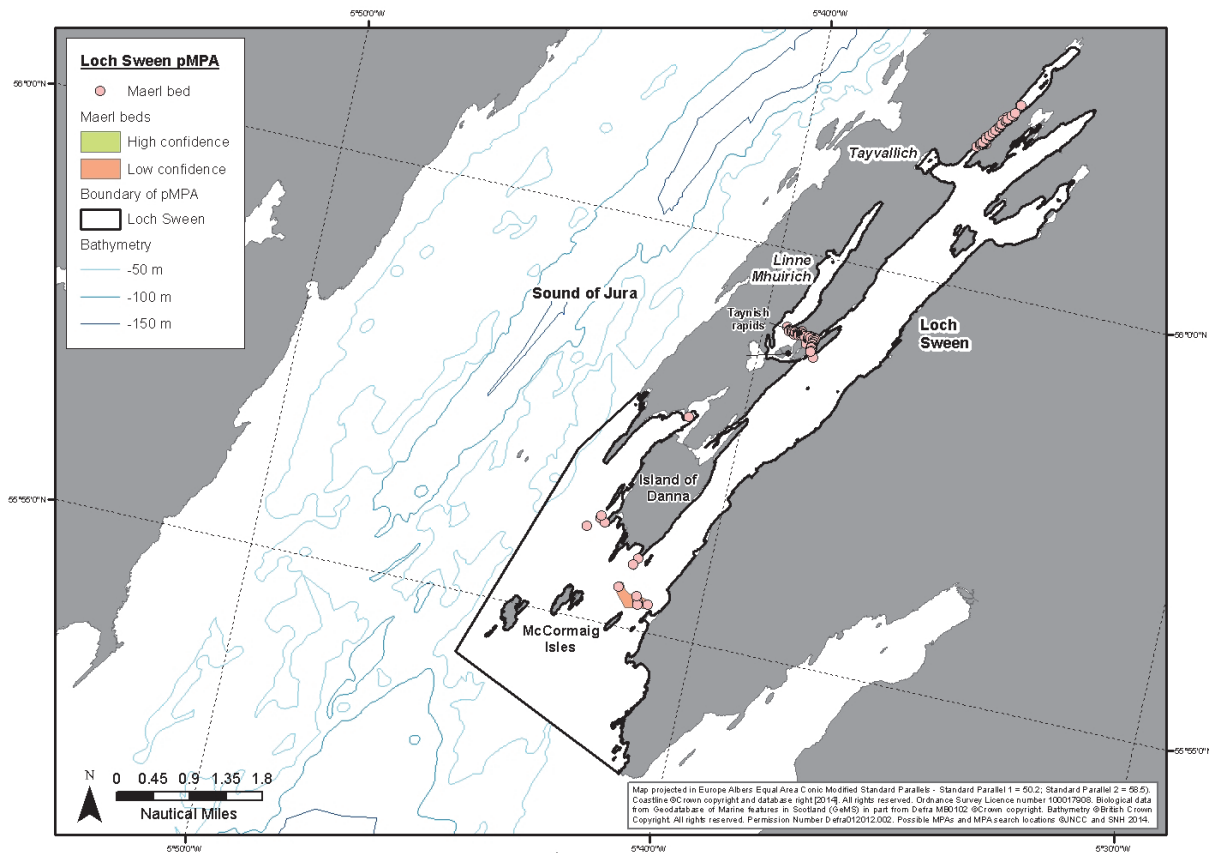 5°50'0"W
5°40'0"W
56°0'0"N
Loch Sween pMPA
Maerl bed
Maerl beds
High confidence
Low confidence
Boundary of pMPA
Loch Sween
Bathymetry
-50 m
-100 m
-150 m
Tayvallich
Linne
Mhuirich
Sound of Jura
Taynish
rapids
Loch
Sween
56°0'0"N
Island of
Danna
55°55'0"N
McCormaig
Isles
55°55'0"N
N
0 0.45 0.9 1.35 1.8
Nautical Miles
Map projected in Europe Albers Equal Area Conic Modified Standard Parallels - Standard Parallel 1 = 50.2; Standard Parallel 2 = 58.5).
Coastline ©Crown copyright and database right [2014]. All rights reserved. Ordnance Survey Licence number 100017908. Biological data
from Geodatabase of Marine features in Scotland (GeMS) in part from Defra MB0102 ©Crown copyright. Bathymetry ©British Crown
Copyright. All rights reserved. Permission Number Defra012012.002. Possible MPAs and MPA search locations ©JNCC and SNH 2014.
5°50'0"W
5°40'0"W
5°30'0"W